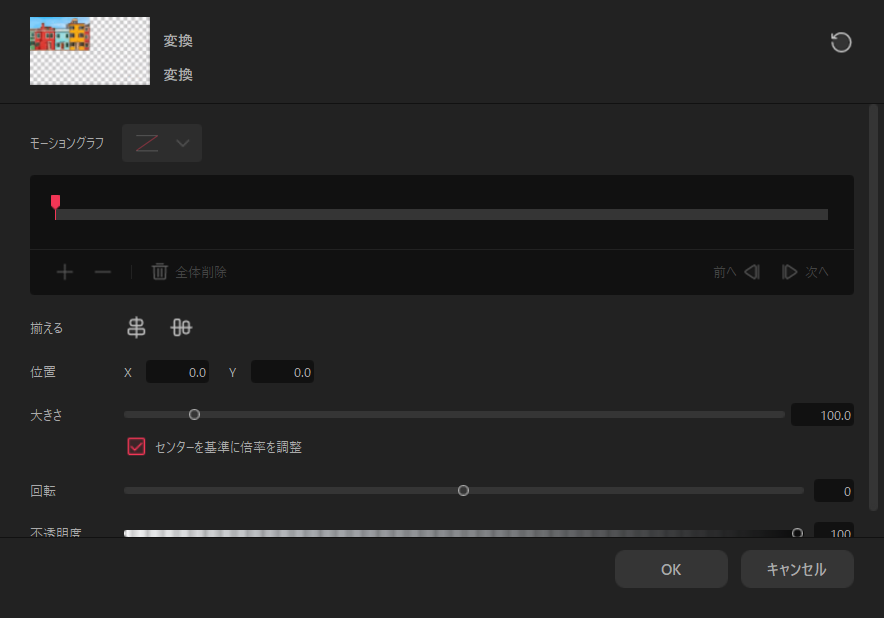 変換
変換
モーショングラフ
全体削除 前へ 次へ
揃える
位置 X 0.0 Y 0.0
大きさ 100.0
センターを基準に倍率を調整
回転 0
不透明度 100
OK キャンセル